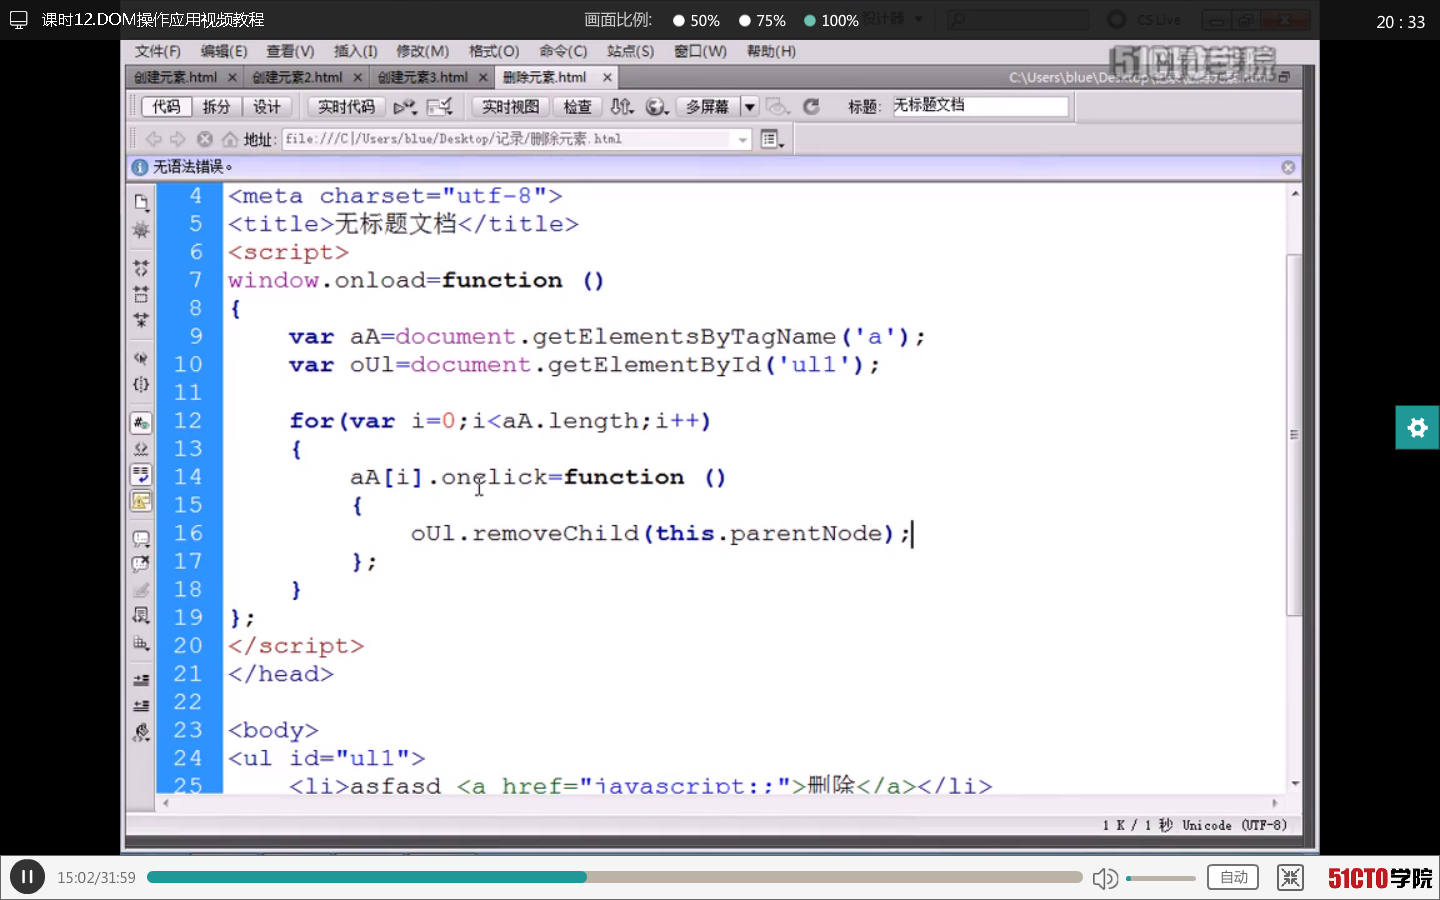 课时12.DOM操作应用视频教程
画面比例: 50% 75% 100% 设计器 CS Live
20 : 33
文件(F) 编辑(E) 查看(V) 插入(I) 修改(M) 格式(O) 命令(C) 站点(S) 窗口(W) 帮助(H)
51CTO学院
创建元素.html 创建元素2.html 创建元素3.html 删除元素.html
代码 拆分 设计 实时代码 实时视图 检查 多屏幕 标题: 无标题文档
地址: file:///C|/Users/blue/Desktop/记录/删除元素.html
无语法错误。
4 <meta charset="utf-8">
5 <title>无标题文档</title>
6 <script>
7 window.onload=function ()
8 {
9 var aA=document.getElementsByTagName('a');
10 var oUl=document.getElementById('ul1');
11
12 for(var i=0;i<aA.length;i++)
13 {
14 aA[i].onclick=function ()
15 {
16 oUl.removeChild(this.parentNode);
17 };
18 }
19 };
20 </script>
21 </head>
22
23 <body>
24 <ul id="ul1">
25 <li>asfasd <a href="javascript:;">删除</a></li>
1 K / 1 秒 Unicode (UTF-8)
15:02/31:59
自动
51CTO学院